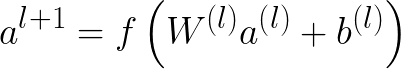 a^{l+1} = f\left(W^{(l)}a^{(l)} + b^{(l)}\right)